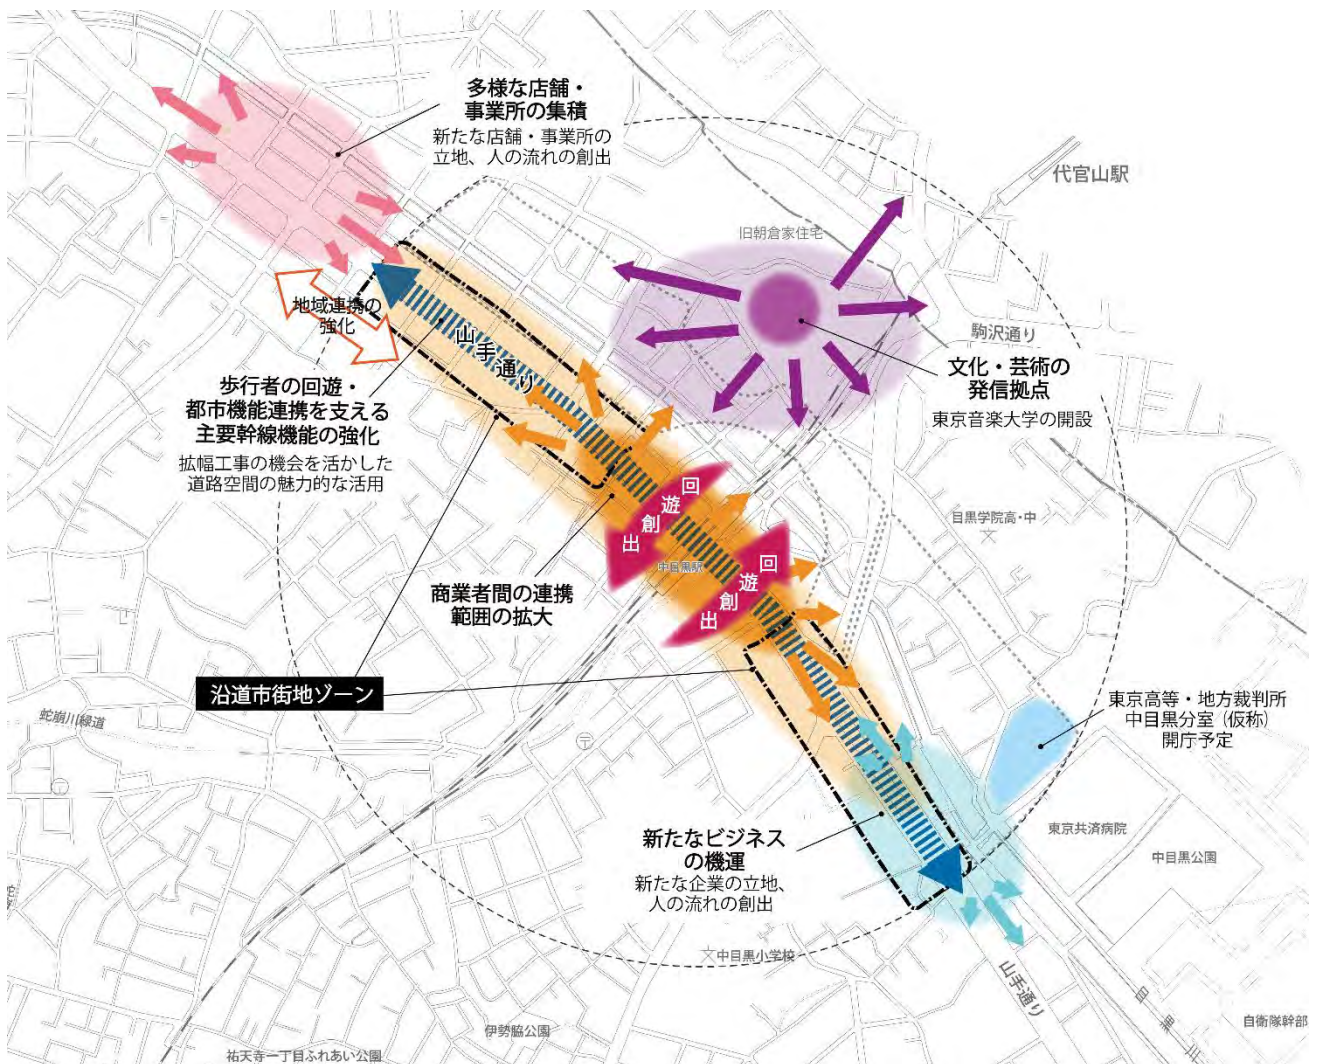 多様な店舗・
事業所の集積
新たな店舗・事業所の
立地、人の流れの創出
代官山駅
旧朝倉家住宅
駒沢通り
地域連携の
強化
山手通り
文化・芸術の
発信拠点
東京音楽大学の開設
歩行者の回遊・
都市機能連携を支える
主要幹線機能の強化
拡幅工事の機会を活かした
道路空間の魅力的な活用
回遊創出
目黒学院高・中
中目黒駅
回遊創出
商業者間の連携
範囲の拡大
沿道市街地ゾーン
蛇崩川緑道
東京高等・地方裁判所
中目黒分室(仮称)
開庁予定
新たなビジネス
の機運
新たな企業の立地、
人の流れの創出
東京共済病院
中目黒公園
中目黒小学校
山手通り
目黒川
自衛隊幹部
伊勢脇公園
祐天寺一丁目ふれあい公園